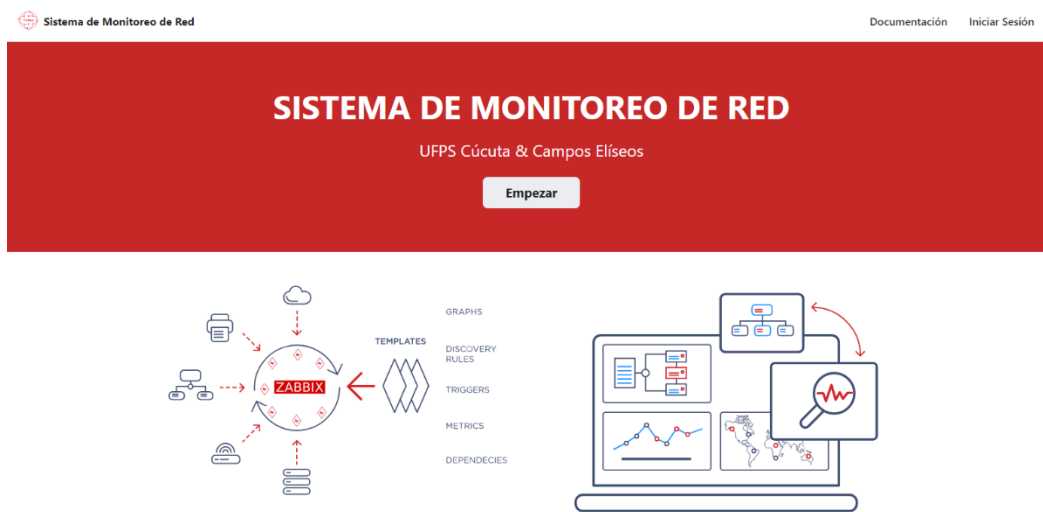 Sistema de Monitoreo de Red
Documentación
Iniciar Sesión
SISTEMA DE MONITOREO DE RED
UFPS Cúcuta & Campos Elíseos
Empezar
GRAPHS
TEMPLATES
DISCOVERY
RULES
ZABBIX
TRIGGERS
METRICS
DEPENDECIES